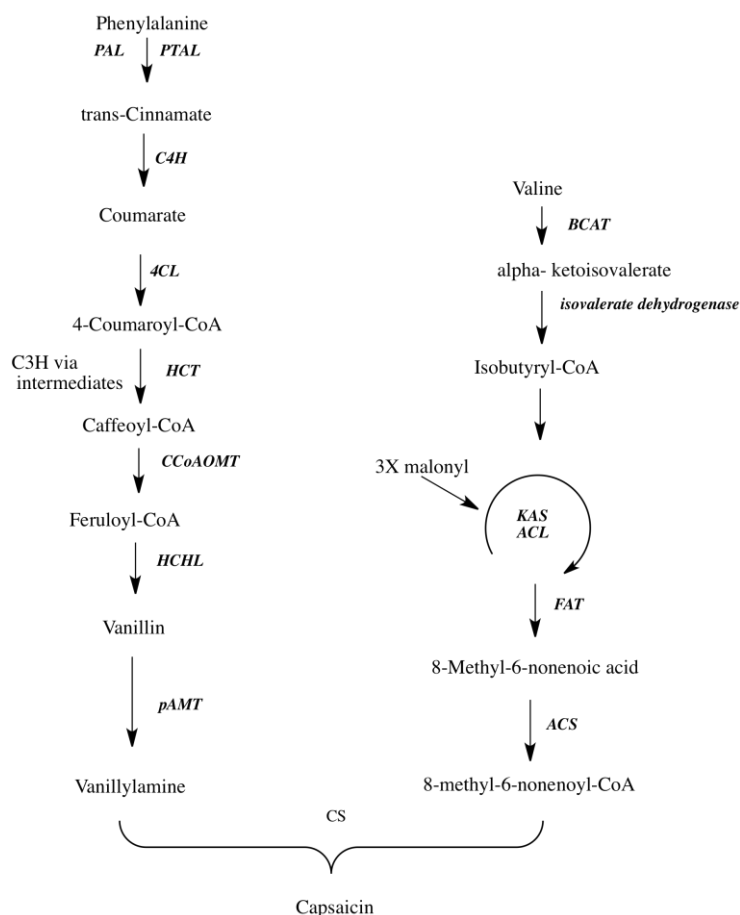 Phenylalanine
PAL PTAL
trans-Cinnamate
C4H
Coumarate
4CL
4-Coumaroyl-CoA
C3H via
intermediates
HCT
Caffeoyl-CoA
CCoAOMT
Feruloyl-CoA
HCHL
Vanillin
pAMT
Vanillylamine
Valine
BCAT
alpha- ketoisovalerate
isovalerate dehydrogenase
Isobutyryl-CoA
3X malonyl
KAS
ACL
FAT
8-Methyl-6-nonenoic acid
ACS
8-methyl-6-nonenoyl-CoA
CS
Capsaicin